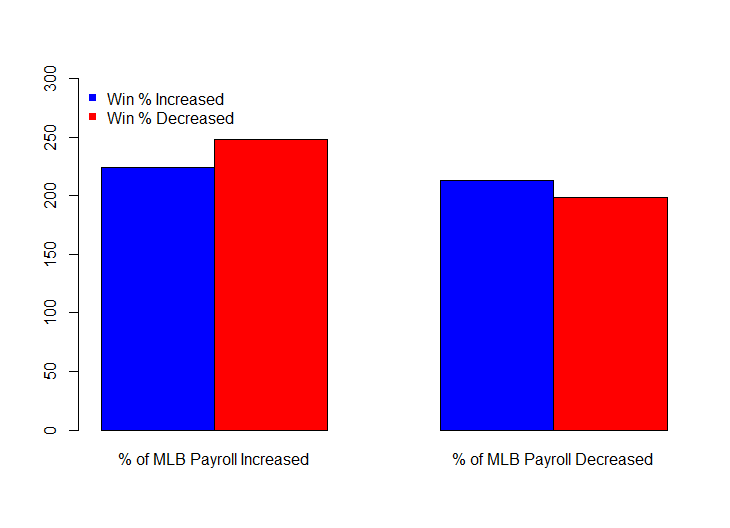 300
250
200
150
100
50
0
Win % Increased
Win % Decreased
% of MLB Payroll Increased
% of MLB Payroll Decreased